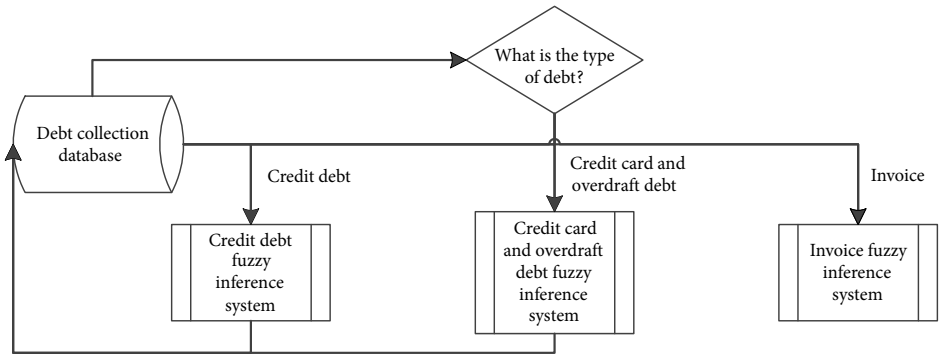 What is the type
of debt?
Debt collection
database
Credit debt
Credit card and
overdraft debt
Invoice
Credit debt
fuzzy
inference
system
Credit card
and overdraft
debt fuzzy
inference
system
Invoice fuzzy
inference
system